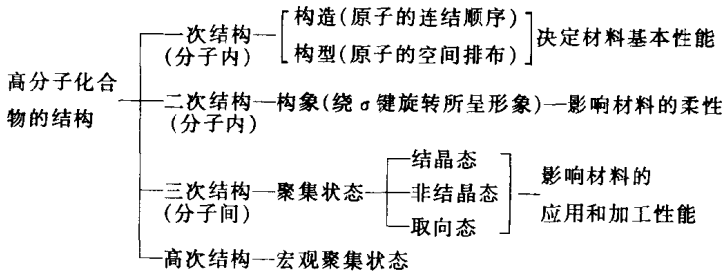 高分子化合物的结构
一次结构
(分子内)
构造(原子的连结顺序)
构型(原子的空间排布)
决定材料基本性能
二次结构
(分子内)
构象(绕σ键旋转所呈形象)
影响材料的柔性
三次结构
(分子间)
聚集状态
结晶态
非结晶态
取向态
影响材料的
应用和加工性能
高次结构
宏观聚集状态